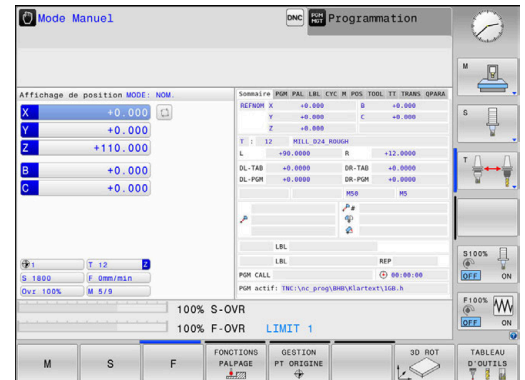 Mode Manuel
DNC
PGM MGT
Programmation
Affichage de position MODE: NOM.
X +0.000
Y +0.000
Z +110.000
B +0.000
C +0.000
1
T 12 Z
S 1800
F 0mm/min
Ovr 100%
M 5/9
Sommaire PGM PAL LBL CYC M POS TOOL TT TRANS QPARA
REFNOM X +0.000 B +0.000
Y +0.000 C +0.000
Z +0.000
T : 12 MILL_D24_ROUGH
L +90.0000 R +12.0000
DL-TAB +0.0000 DR-TAB +0.0000
DL-PGM +0.0000 DR-PGM +0.0000
M50 M5
P
P
LBL
LBL REP
PGM CALL 00:00:00
PGM actif: TNC:\nc_prog\BHB\Klartext\1GB.h
100% S-OVR
100% F-OVR LIMIT 1
M
S
F
FONCTIONS PALPAGE
GESTION PT ORIGINE
3D ROT
TABLEAU D'OUTILS
M
S
T
S100%
OFF ON
F100%
OFF ON